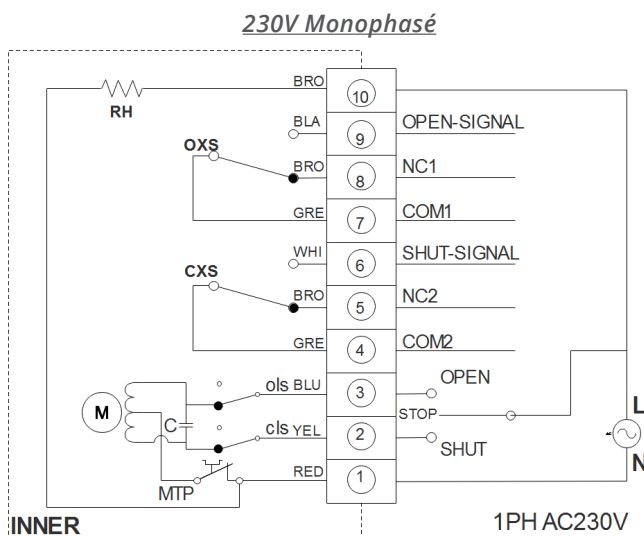 230V Monophasé
BRO 10
RH
BLA 9 OPEN-SIGNAL
OXS
BRO 8 NC1
GRE 7 COM1
WHI 6 SHUT-SIGNAL
CXS
BRO 5 NC2
GRE 4 COM2
ols BLU 3 OPEN
M C STOP L
cls YEL 2 SHUT
N
RED 1
MTP
INNER 1PH AC230V